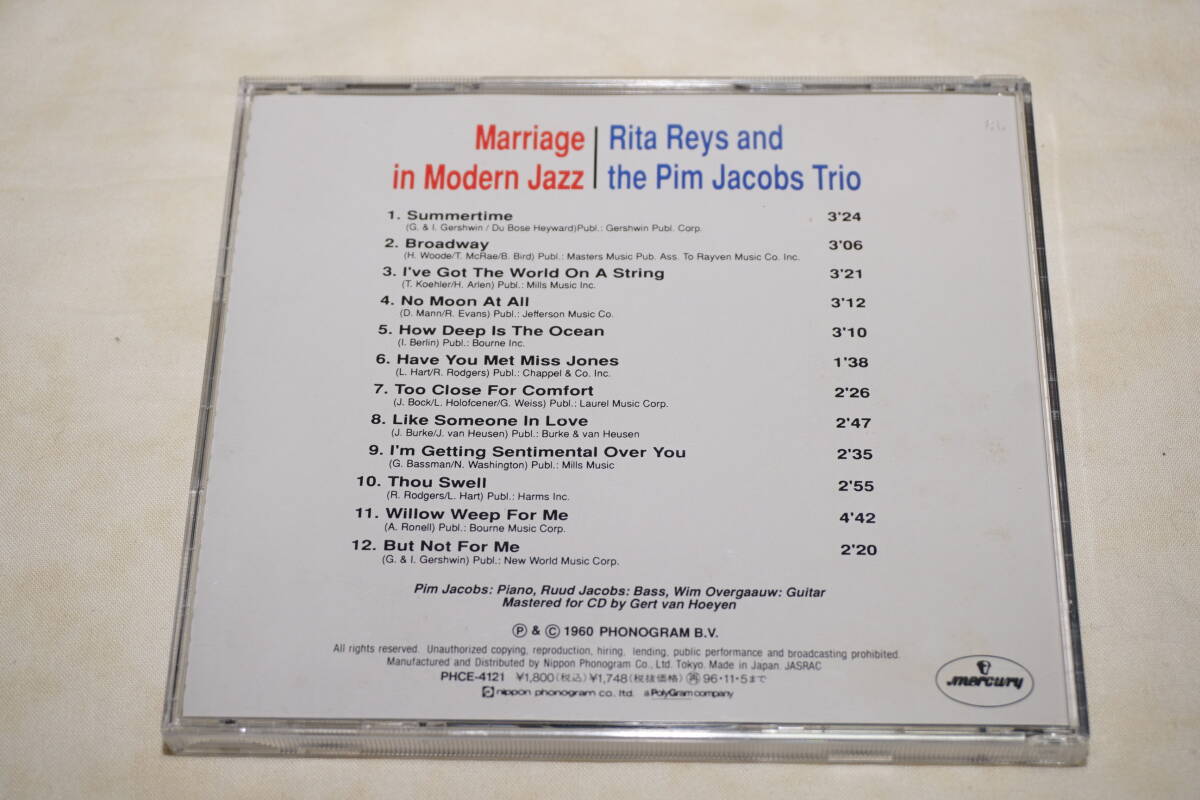 Marriage in Modern Jazz
Rita Reys and the Pim Jacobs Trio
1. Summertime 3'24
(G. & I. Gershwin / Du Bose Heyward)Publ.: Gershwin Publ. Corp.
2. Broadway 3'06
(H. Woode/T. McRae/B. Bird) Publ.: Masters Music Pub. Ass. To Rayven Music Co. Inc.
3. I've Got The World On A String 3'21
(T. Koehler/H. Arlen) Publ.: Mills Music Inc.
4. No Moon At All 3'12
(D. Mann/R. Evans) Publ.: Jefferson Music Co.
5. How Deep Is The Ocean 3'10
(I. Berlin) Publ.: Bourne Inc.
6. Have You Met Miss Jones 1'38
(L. Hart/R. Rodgers) Publ.: Chappel & Co. Inc.
7. Too Close For Comfort 2'26
(J. Bock/L. Holofcener/G. Weiss) Publ.: Laurel Music Corp.
8. Like Someone In Love 2'47
(J. Burke/J. van Heusen) Publ.: Burke & van Heusen
9. I'm Getting Sentimental Over You 2'35
(G. Bassman/N. Washington) Publ.: Mills Music
10. Thou Swell 2'55
(R. Rodgers/L. Hart) Publ.: Harms Inc.
11. Willow Weep For Me 4'42
(A. Ronell) Publ.: Bourne Music Corp.
12. But Not For Me 2'20
(G. & I. Gershwin) Publ.: New World Music Corp.
Pim Jacobs: Piano, Ruud Jacobs: Bass, Wim Overgaauw: Guitar
Mastered for CD by Gert van Hoeyen
Ⓟ & Ⓒ 1960 PHONOGRAM B.V.
All rights reserved. Unauthorized copying, reproduction, hiring, lending, public performance and broadcasting prohibited.
Manufactured and Distributed by Nippon Phonogram Co., Ltd. Tokyo. Made in Japan. JASRAC
PHCE-4121 ¥1,800(税込)¥1,748(税抜価格) 再 96・11・5まで
nippon phonogram co. ltd. a PolyGram company
mercury